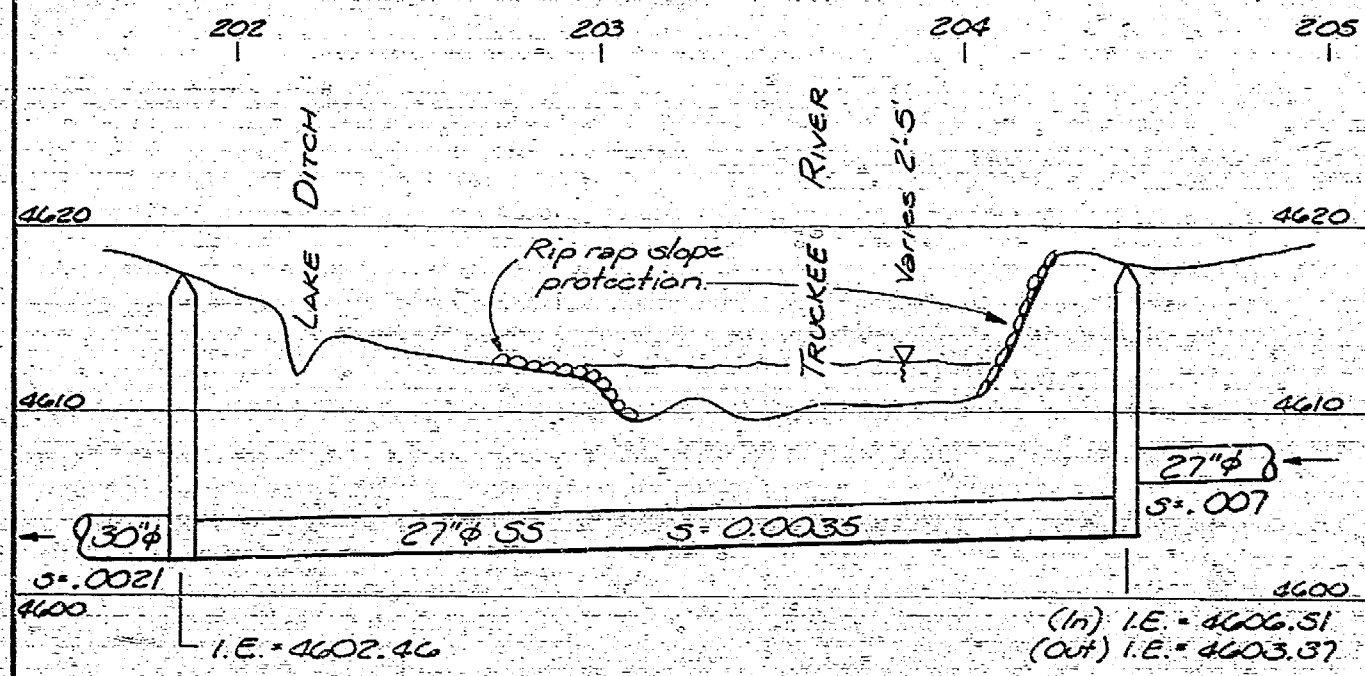 202
203
204
205
LAKE DITCH
TRUCKEE RIVER
Varies 2'-5'
4620
4620
Rip rap slope
protection
4610
4610
27"φ
S=.007
30"φ
27"φ SS
S= 0.0035
S=.0021
4600
4600
I.E. = 4602.46
(In) I.E. = 4606.51
(Out) I.E. = 4603.37